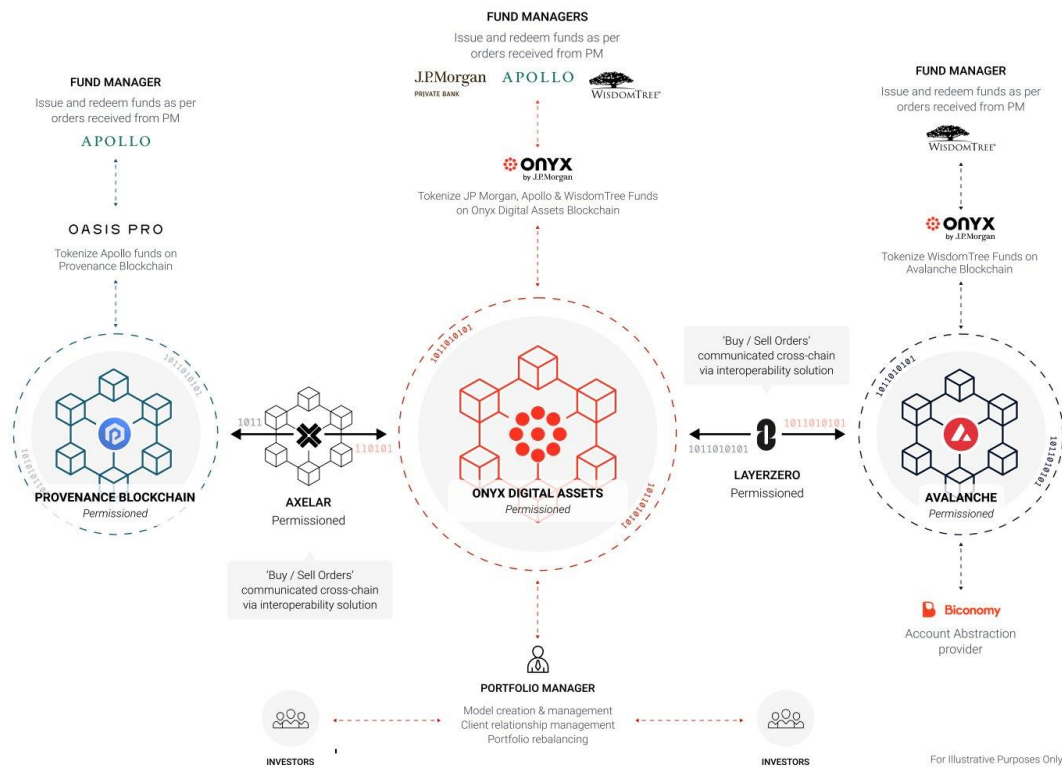 FUND MANAGERS
Issue and redeem funds as per
orders received from PM
J.P.Morgan
PRIVATE BANK
APOLLO
WISDOMTREE®
FUND MANAGER
Issue and redeem funds as per
orders received from PM
APOLLO
FUND MANAGER
Issue and redeem funds as per
orders received from PM
WISDOMTREE®
ONYX
by J.P.Morgan
Tokenize JP Morgan, Apollo & WisdomTree Funds
on Onyx Digital Assets Blockchain
OASIS PRO
Tokenize Apollo funds on
Provenance Blockchain
ONYX
by J.P.Morgan
Tokenize WisdomTree Funds on
Avalanche Blockchain
1011010101
1011010101
PROVENANCE BLOCKCHAIN
Permissioned
1011
110101
AXELAR
Permissioned
'Buy / Sell Orders'
communicated cross-chain
via interoperability solution
1011010101
ONYX DIGITAL ASSETS
Permissioned
1011010101
'Buy / Sell Orders'
communicated cross-chain
via interoperability solution
1011010101
1011010101
LAYERZERO
Permissioned
1011010101
1011010101
AVALANCHE
Permissioned
Biconomy
Account Abstraction
provider
PORTFOLIO MANAGER
Model creation & management
Client relationship management
Portfolio rebalancing
INVESTORS
INVESTORS
For Illustrative Purposes Only